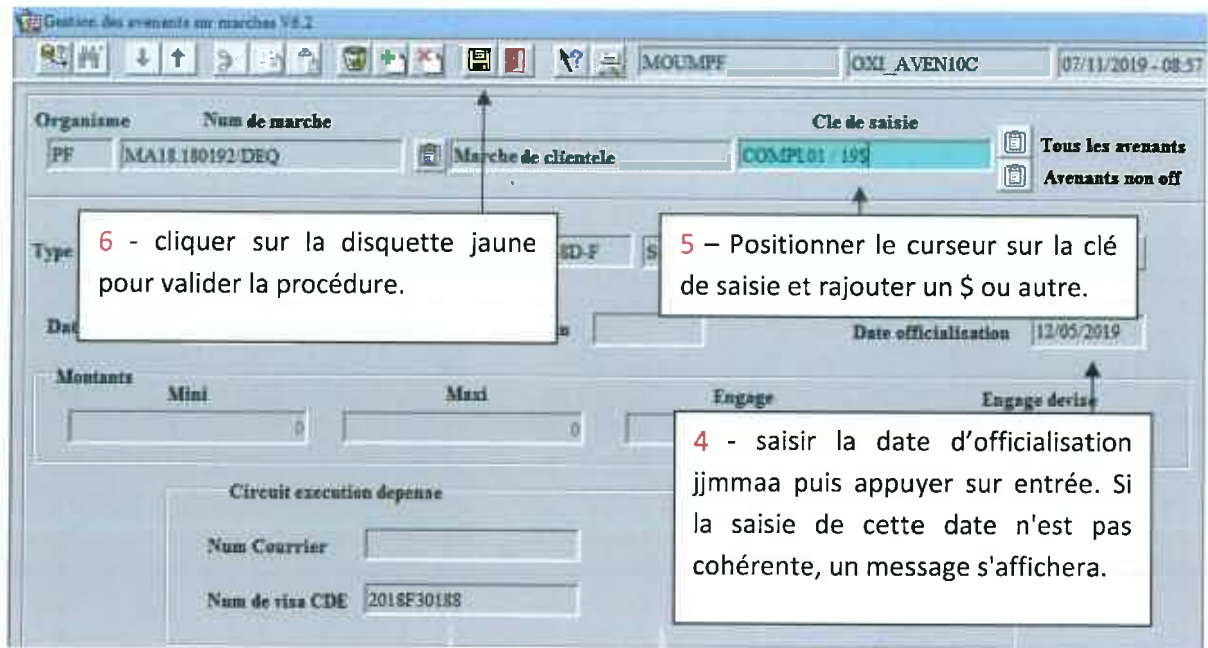 Gestion des avenants sur marches V6.2
MOUMPF OXI_AVEN10C 07/11/2019 - 08:57
Organisme Num de marche Cle de saisie
PF MA18.180192/DEQ Marche de clientele COMPL01 / 19$ Tous les avenants
Avenants non off
Type
6 - cliquer sur la disquette jaune
pour valider la procédure.
5 – Positionner le curseur sur la clé
de saisie et rajouter un $ ou autre.
Date officialisation 12/05/2019
Montants
Mini Maxi Engage Engage devise
0 0
4 - saisir la date d'officialisation
jjmmaa puis appuyer sur entrée. Si
la saisie de cette date n'est pas
cohérente, un message s'affichera.
Circuit execution depense
Num Courrier
Num de visa CDE 2018F30188